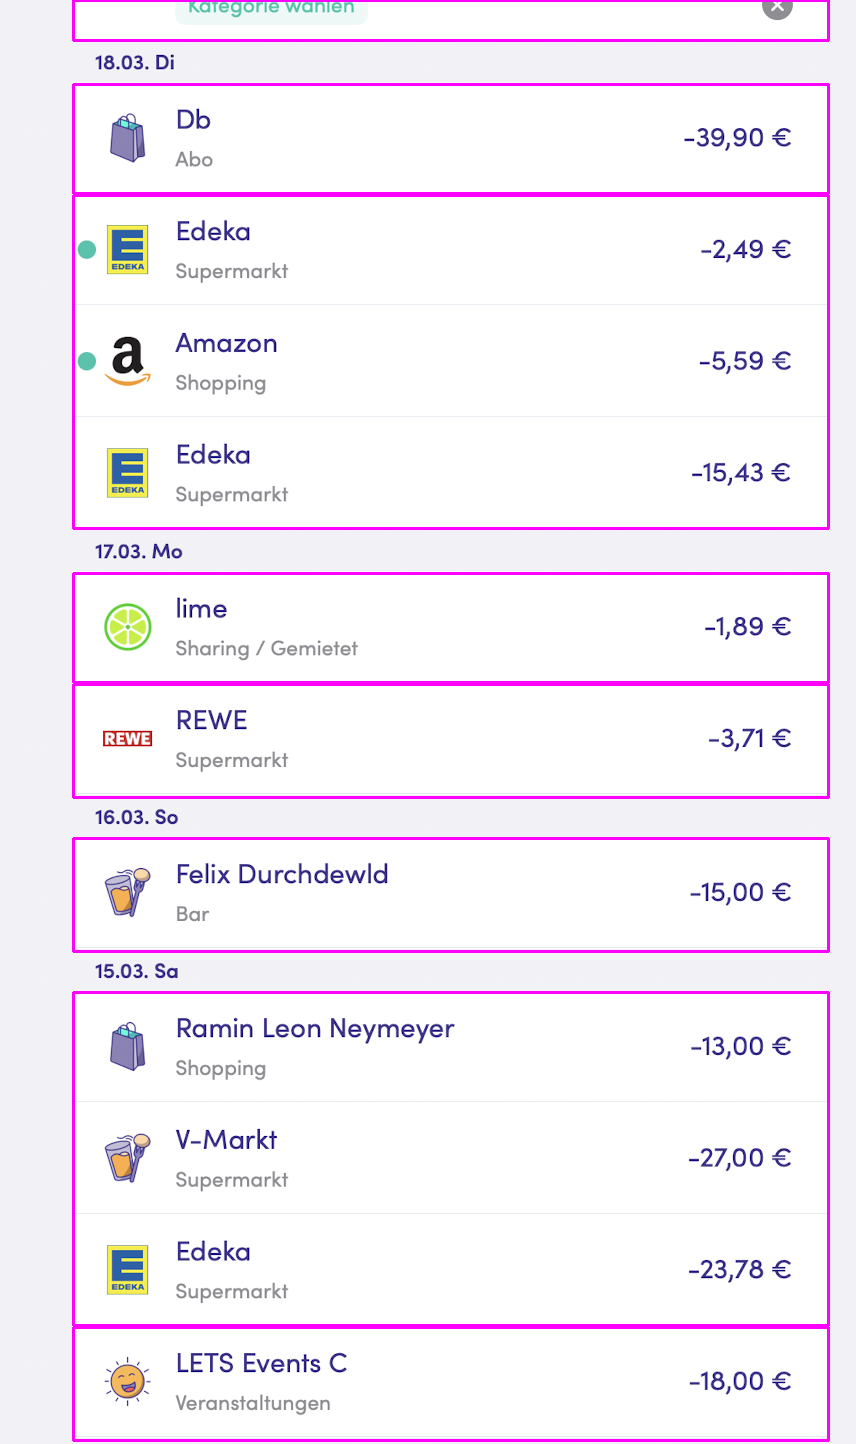 Kategorie wählen
18.03. Di
Db
-39,90 €
Abo
Edeka
-2,49 €
EDEKA
Supermarkt
Amazon
-5,59 €
Shopping
Edeka
-15,43 €
EDEKA
Supermarkt
17.03. Mo
lime
-1,89 €
Sharing / Gemietet
REWE
REWE
-3,71 €
Supermarkt
16.03. So
Felix Durchdewld
-15,00 €
Bar
15.03. Sa
Ramin Leon Neymeyer
-13,00 €
Shopping
V-Markt
-27,00 €
Supermarkt
Edeka
-23,78 €
EDEKA
Supermarkt
LETS Events C
-18,00 €
Veranstaltungen